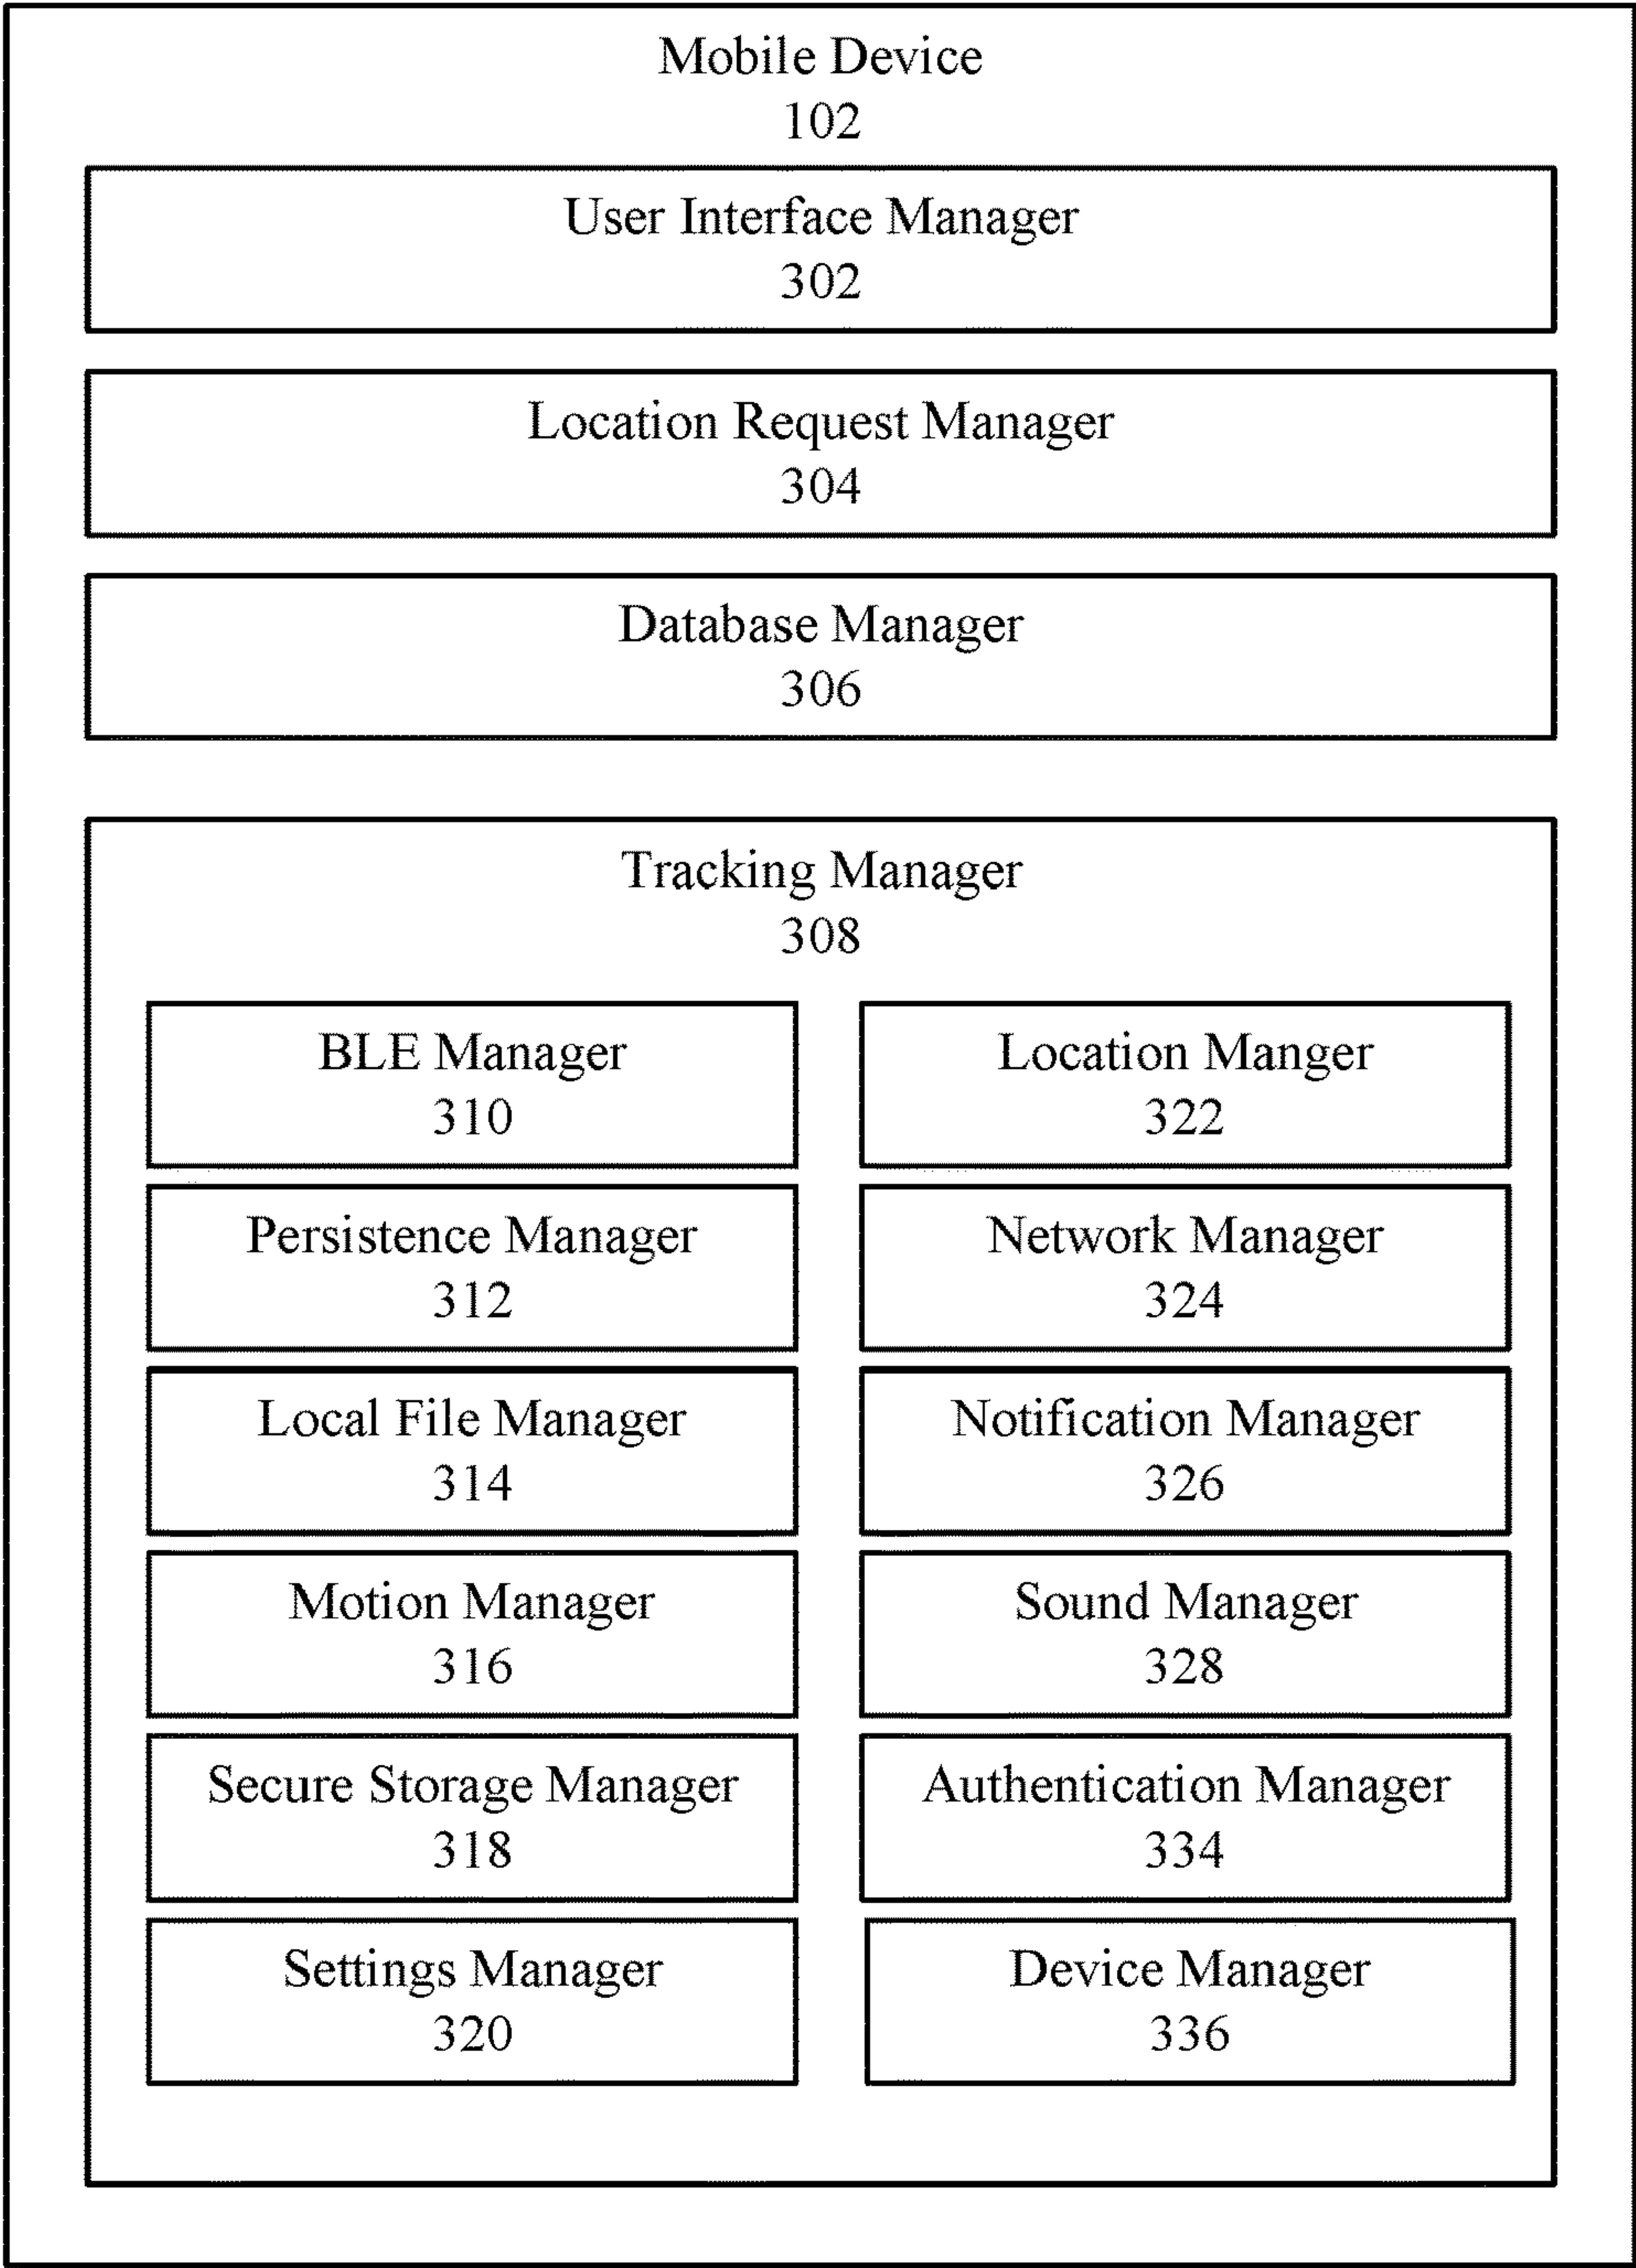 Mobile Device
102
User Interface Manager
302
Location Request Manager
304
Database Manager
306
Tracking Manager
308
BLE Manager
310
Location Manger
322
Persistence Manager
312
Network Manager
324
Local File Manager
314
Notification Manager
326
Motion Manager
316
Sound Manager
328
Secure Storage Manager
318
Authentication Manager
334
Settings Manager
320
Device Manager
336